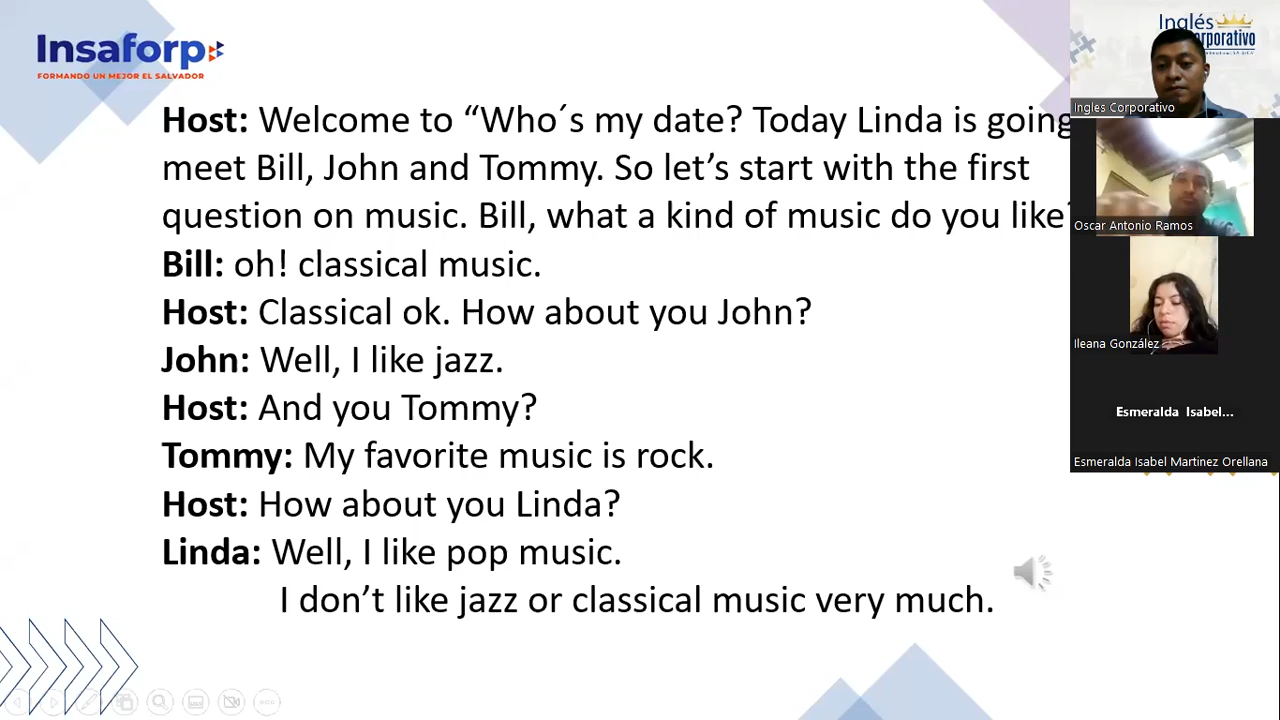 Insaforp
FORMANDO UN MEJOR EL SALVADOR
Host: Welcome to “Who´s my date? Today Linda is going
meet Bill, John and Tommy. So let’s start with the first
question on music. Bill, what a kind of music do you like?
Bill: oh! classical music.
Host: Classical ok. How about you John?
John: Well, I like jazz.
Host: And you Tommy?
Tommy: My favorite music is rock.
Host: How about you Linda?
Linda: Well, I like pop music.
I don’t like jazz or classical music very much.
Inglés
Ingles Corporativo
Oscar Antonio Ramos
Ileana González
Esmeralda Isabel...
Esmeralda Isabel Martinez Orellana